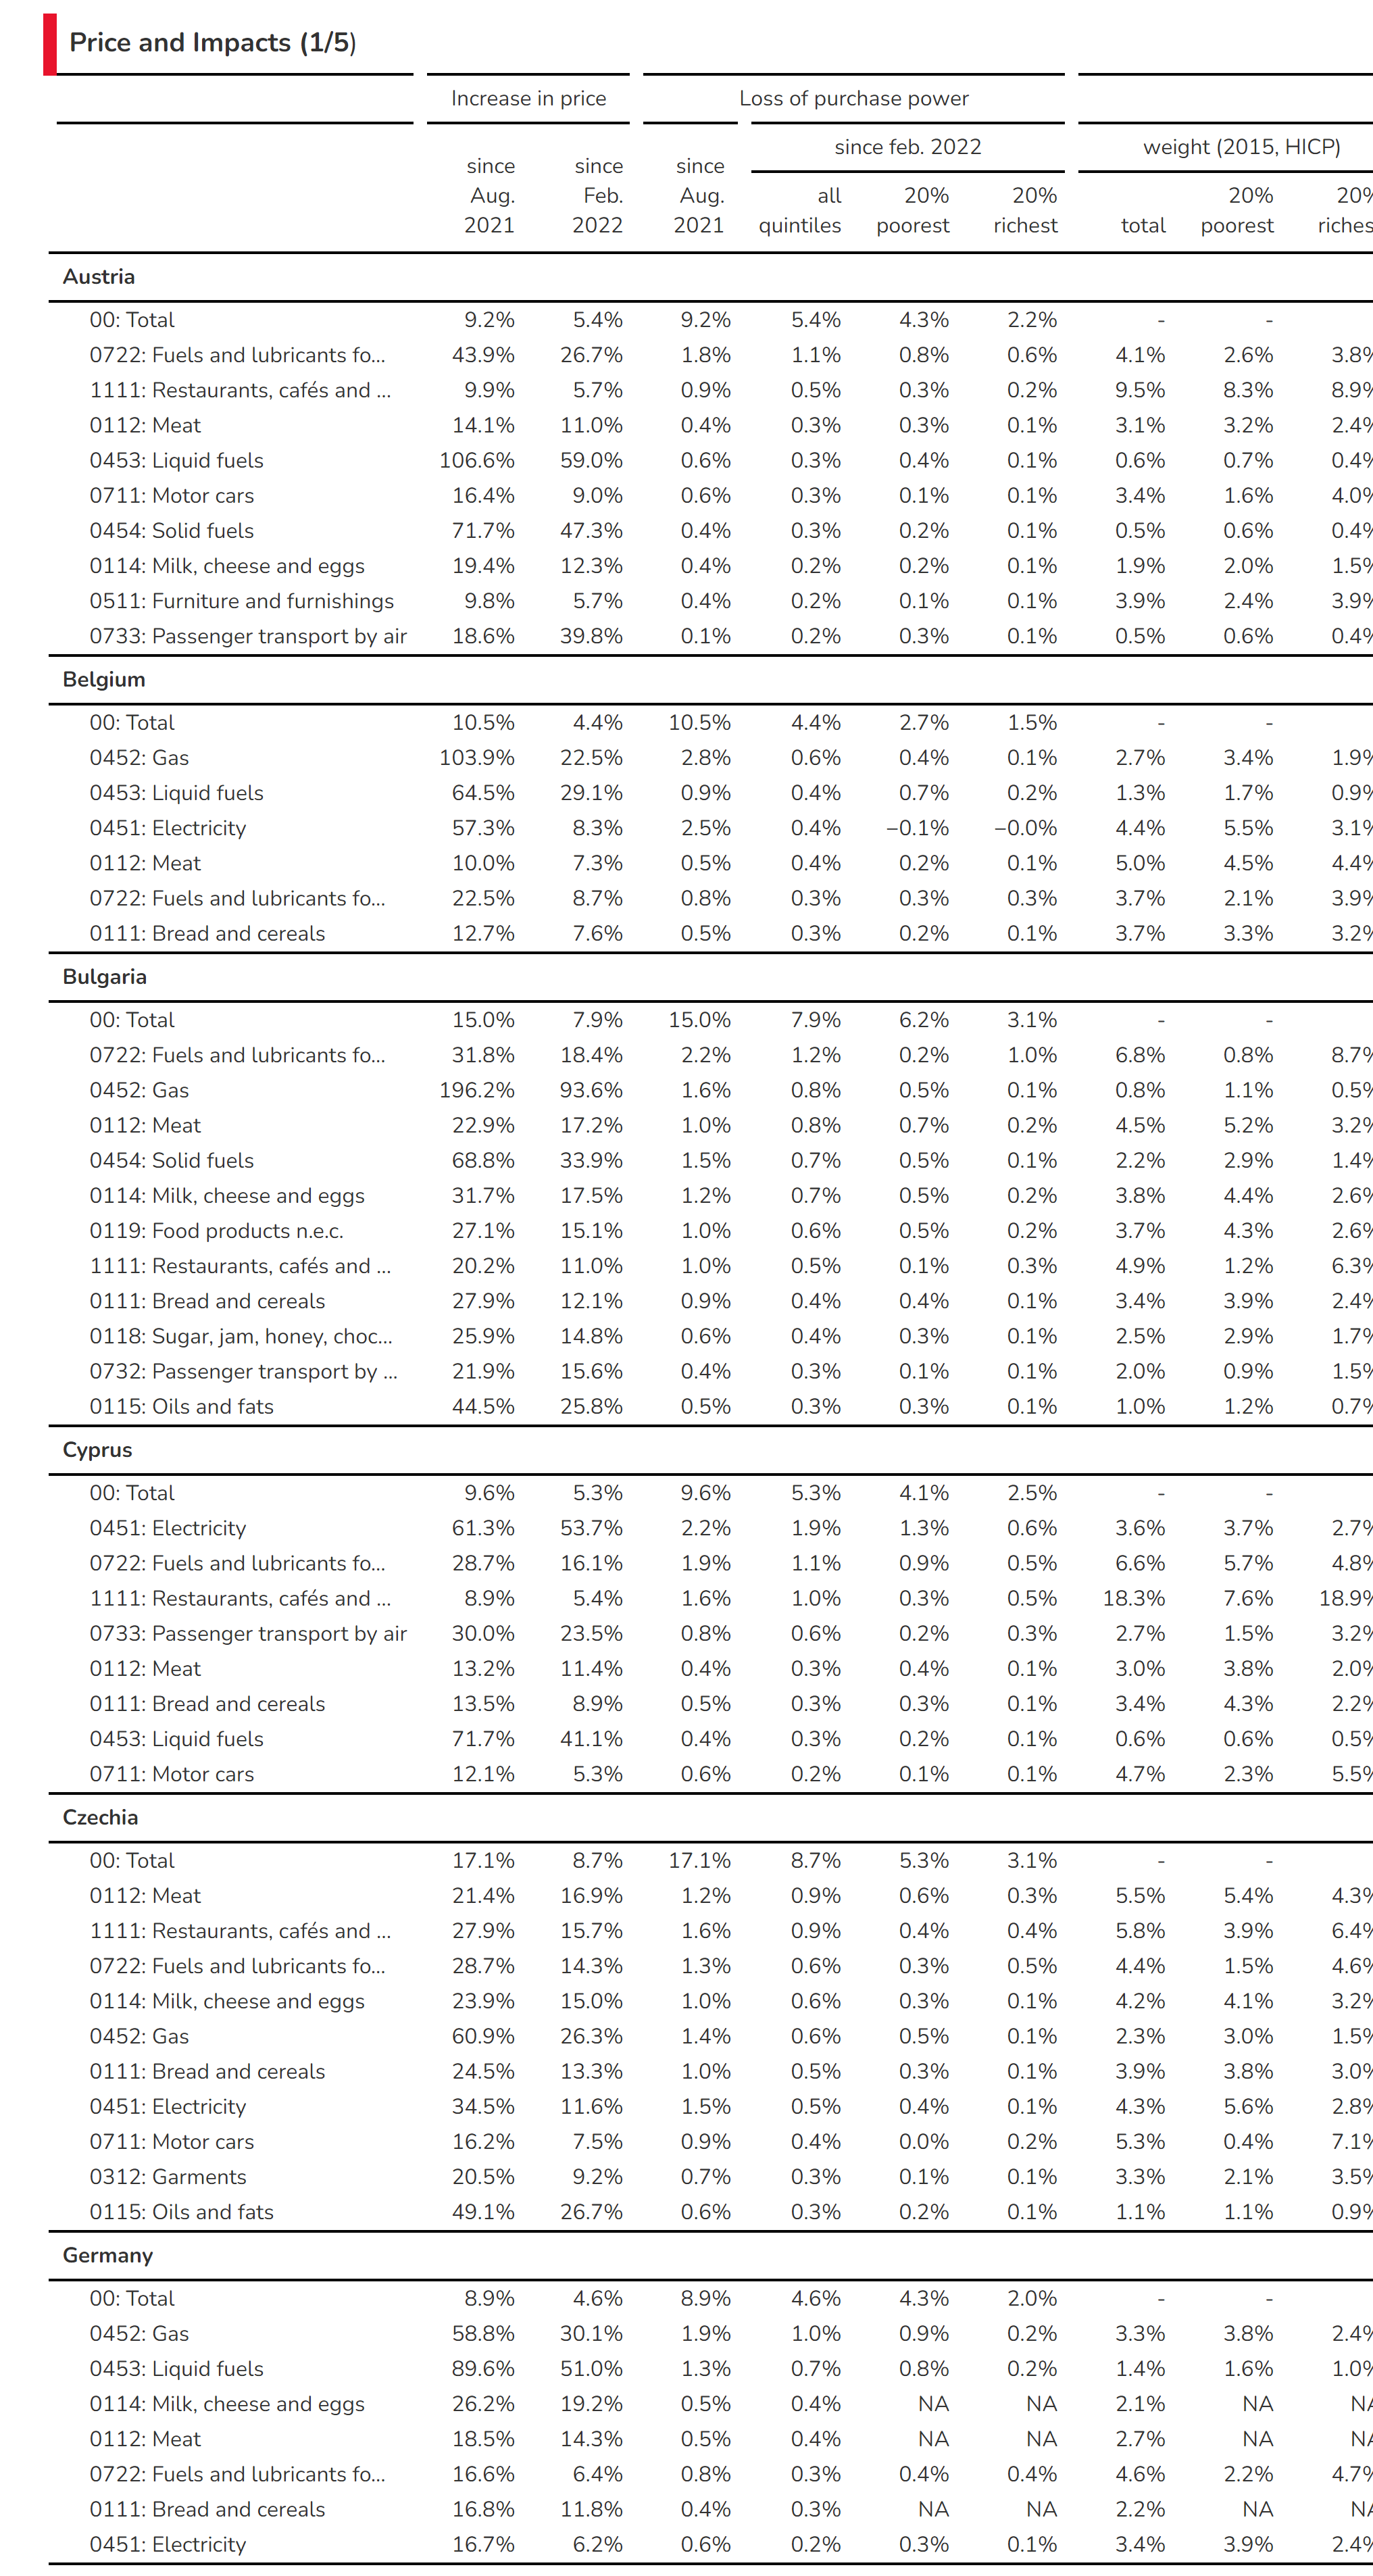 Price and Impacts (1/5)
Increase in price Loss of purchase power
since feb. 2022 weight (2015, HICP)
since Aug. 2021 since Feb. 2022 since Aug. 2021 all quintiles 20% poorest 20% richest total 20% poorest 20% riches
Austria
00: Total 9.2% 5.4% 9.2% 5.4% 4.3% 2.2% - -
0722: Fuels and lubricants fo... 43.9% 26.7% 1.8% 1.1% 0.8% 0.6% 4.1% 2.6% 3.8%
1111: Restaurants, cafés and ... 9.9% 5.7% 0.9% 0.5% 0.3% 0.2% 9.5% 8.3% 8.9%
0112: Meat 14.1% 11.0% 0.4% 0.3% 0.3% 0.1% 3.1% 3.2% 2.4%
0453: Liquid fuels 106.6% 59.0% 0.6% 0.3% 0.4% 0.1% 0.6% 0.7% 0.4%
0711: Motor cars 16.4% 9.0% 0.6% 0.3% 0.1% 0.1% 3.4% 1.6% 4.0%
0454: Solid fuels 71.7% 47.3% 0.4% 0.3% 0.2% 0.1% 0.5% 0.6% 0.4%
0114: Milk, cheese and eggs 19.4% 12.3% 0.4% 0.2% 0.2% 0.1% 1.9% 2.0% 1.5%
0511: Furniture and furnishings 9.8% 5.7% 0.4% 0.2% 0.1% 0.1% 3.9% 2.4% 3.9%
0733: Passenger transport by air 18.6% 39.8% 0.1% 0.2% 0.3% 0.1% 0.5% 0.6% 0.4%
Belgium
00: Total 10.5% 4.4% 10.5% 4.4% 2.7% 1.5% - -
0452: Gas 103.9% 22.5% 2.8% 0.6% 0.4% 0.1% 2.7% 3.4% 1.9%
0453: Liquid fuels 64.5% 29.1% 0.9% 0.4% 0.7% 0.2% 1.3% 1.7% 0.9%
0451: Electricity 57.3% 8.3% 2.5% 0.4% −0.1% −0.0% 4.4% 5.5% 3.1%
0112: Meat 10.0% 7.3% 0.5% 0.4% 0.2% 0.1% 5.0% 4.5% 4.4%
0722: Fuels and lubricants fo... 22.5% 8.7% 0.8% 0.3% 0.3% 0.3% 3.7% 2.1% 3.9%
0111: Bread and cereals 12.7% 7.6% 0.5% 0.3% 0.2% 0.1% 3.7% 3.3% 3.2%
Bulgaria
00: Total 15.0% 7.9% 15.0% 7.9% 6.2% 3.1% - -
0722: Fuels and lubricants fo... 31.8% 18.4% 2.2% 1.2% 0.2% 1.0% 6.8% 0.8% 8.7%
0452: Gas 196.2% 93.6% 1.6% 0.8% 0.5% 0.1% 0.8% 1.1% 0.5%
0112: Meat 22.9% 17.2% 1.0% 0.8% 0.7% 0.2% 4.5% 5.2% 3.2%
0454: Solid fuels 68.8% 33.9% 1.5% 0.7% 0.5% 0.1% 2.2% 2.9% 1.4%
0114: Milk, cheese and eggs 31.7% 17.5% 1.2% 0.7% 0.5% 0.2% 3.8% 4.4% 2.6%
0119: Food products n.e.c. 27.1% 15.1% 1.0% 0.6% 0.5% 0.2% 3.7% 4.3% 2.6%
1111: Restaurants, cafés and ... 20.2% 11.0% 1.0% 0.5% 0.1% 0.3% 4.9% 1.2% 6.3%
0111: Bread and cereals 27.9% 12.1% 0.9% 0.4% 0.4% 0.1% 3.4% 3.9% 2.4%
0118: Sugar, jam, honey, choc... 25.9% 14.8% 0.6% 0.4% 0.3% 0.1% 2.5% 2.9% 1.7%
0732: Passenger transport by ... 21.9% 15.6% 0.4% 0.3% 0.1% 0.1% 2.0% 0.9% 1.5%
0115: Oils and fats 44.5% 25.8% 0.5% 0.3% 0.3% 0.1% 1.0% 1.2% 0.7%
Cyprus
00: Total 9.6% 5.3% 9.6% 5.3% 4.1% 2.5% - -
0451: Electricity 61.3% 53.7% 2.2% 1.9% 1.3% 0.6% 3.6% 3.7% 2.7%
0722: Fuels and lubricants fo... 28.7% 16.1% 1.9% 1.1% 0.9% 0.5% 6.6% 5.7% 4.8%
1111: Restaurants, cafés and ... 8.9% 5.4% 1.6% 1.0% 0.3% 0.5% 18.3% 7.6% 18.9%
0733: Passenger transport by air 30.0% 23.5% 0.8% 0.6% 0.2% 0.3% 2.7% 1.5% 3.2%
0112: Meat 13.2% 11.4% 0.4% 0.3% 0.4% 0.1% 3.0% 3.8% 2.0%
0111: Bread and cereals 13.5% 8.9% 0.5% 0.3% 0.3% 0.1% 3.4% 4.3% 2.2%
0453: Liquid fuels 71.7% 41.1% 0.4% 0.3% 0.2% 0.1% 0.6% 0.6% 0.5%
0711: Motor cars 12.1% 5.3% 0.6% 0.2% 0.1% 0.1% 4.7% 2.3% 5.5%
Czechia
00: Total 17.1% 8.7% 17.1% 8.7% 5.3% 3.1% - -
0112: Meat 21.4% 16.9% 1.2% 0.9% 0.6% 0.3% 5.5% 5.4% 4.3%
1111: Restaurants, cafés and ... 27.9% 15.7% 1.6% 0.9% 0.4% 0.4% 5.8% 3.9% 6.4%
0722: Fuels and lubricants fo... 28.7% 14.3% 1.3% 0.6% 0.3% 0.5% 4.4% 1.5% 4.6%
0114: Milk, cheese and eggs 23.9% 15.0% 1.0% 0.6% 0.3% 0.1% 4.2% 4.1% 3.2%
0452: Gas 60.9% 26.3% 1.4% 0.6% 0.5% 0.1% 2.3% 3.0% 1.5%
0111: Bread and cereals 24.5% 13.3% 1.0% 0.5% 0.3% 0.1% 3.9% 3.8% 3.0%
0451: Electricity 34.5% 11.6% 1.5% 0.5% 0.4% 0.1% 4.3% 5.6% 2.8%
0711: Motor cars 16.2% 7.5% 0.9% 0.4% 0.0% 0.2% 5.3% 0.4% 7.1%
0312: Garments 20.5% 9.2% 0.7% 0.3% 0.1% 0.1% 3.3% 2.1% 3.5%
0115: Oils and fats 49.1% 26.7% 0.6% 0.3% 0.2% 0.1% 1.1% 1.1% 0.9%
Germany
00: Total 8.9% 4.6% 8.9% 4.6% 4.3% 2.0% - -
0452: Gas 58.8% 30.1% 1.9% 1.0% 0.9% 0.2% 3.3% 3.8% 2.4%
0453: Liquid fuels 89.6% 51.0% 1.3% 0.7% 0.8% 0.2% 1.4% 1.6% 1.0%
0114: Milk, cheese and eggs 26.2% 19.2% 0.5% 0.4% NA NA 2.1% NA NA
0112: Meat 18.5% 14.3% 0.5% 0.4% NA NA 2.7% NA NA
0722: Fuels and lubricants fo... 16.6% 6.4% 0.8% 0.3% 0.4% 0.4% 4.6% 2.2% 4.7%
0111: Bread and cereals 16.8% 11.8% 0.4% 0.3% NA NA 2.2% NA NA
0451: Electricity 16.7% 6.2% 0.6% 0.2% 0.3% 0.1% 3.4% 3.9% 2.4%